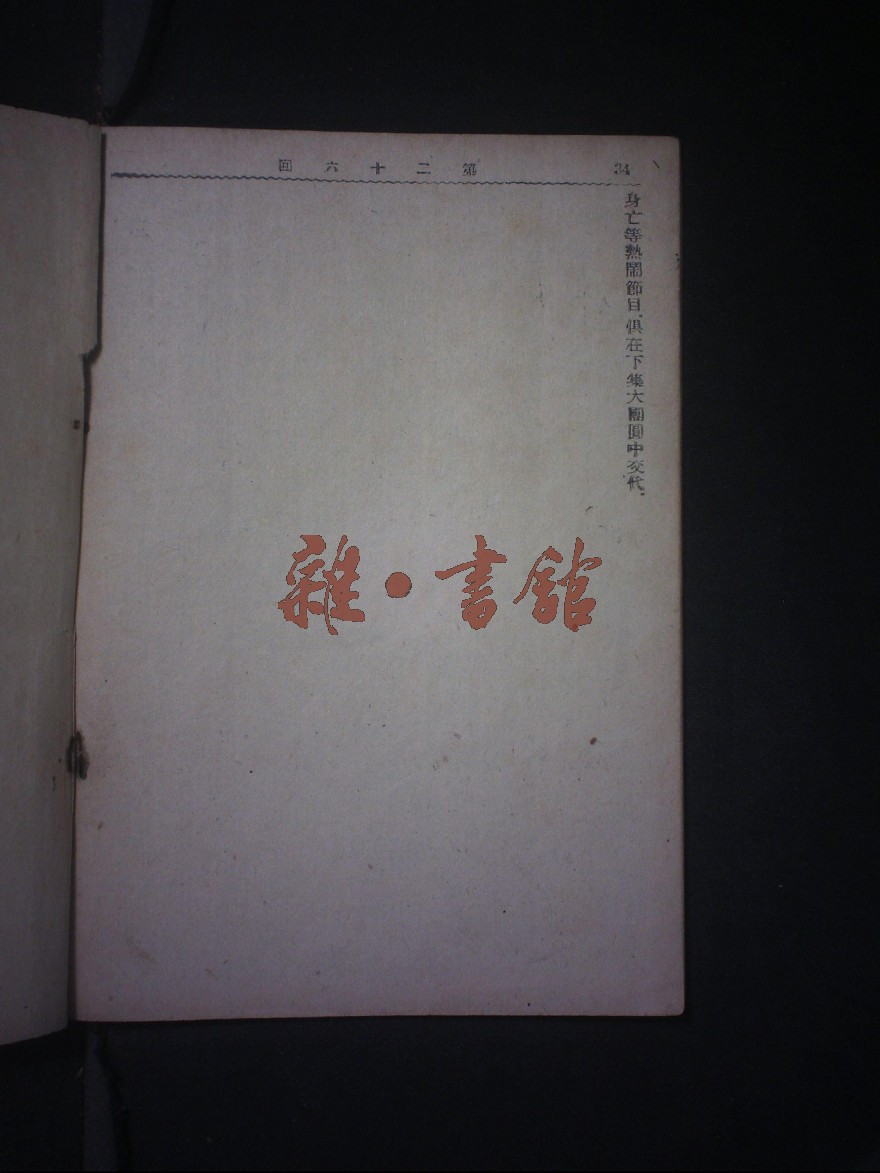 第二十六回
34
身亡等熱鬧節目.俱在下集大團圓中交代.
雜·書館